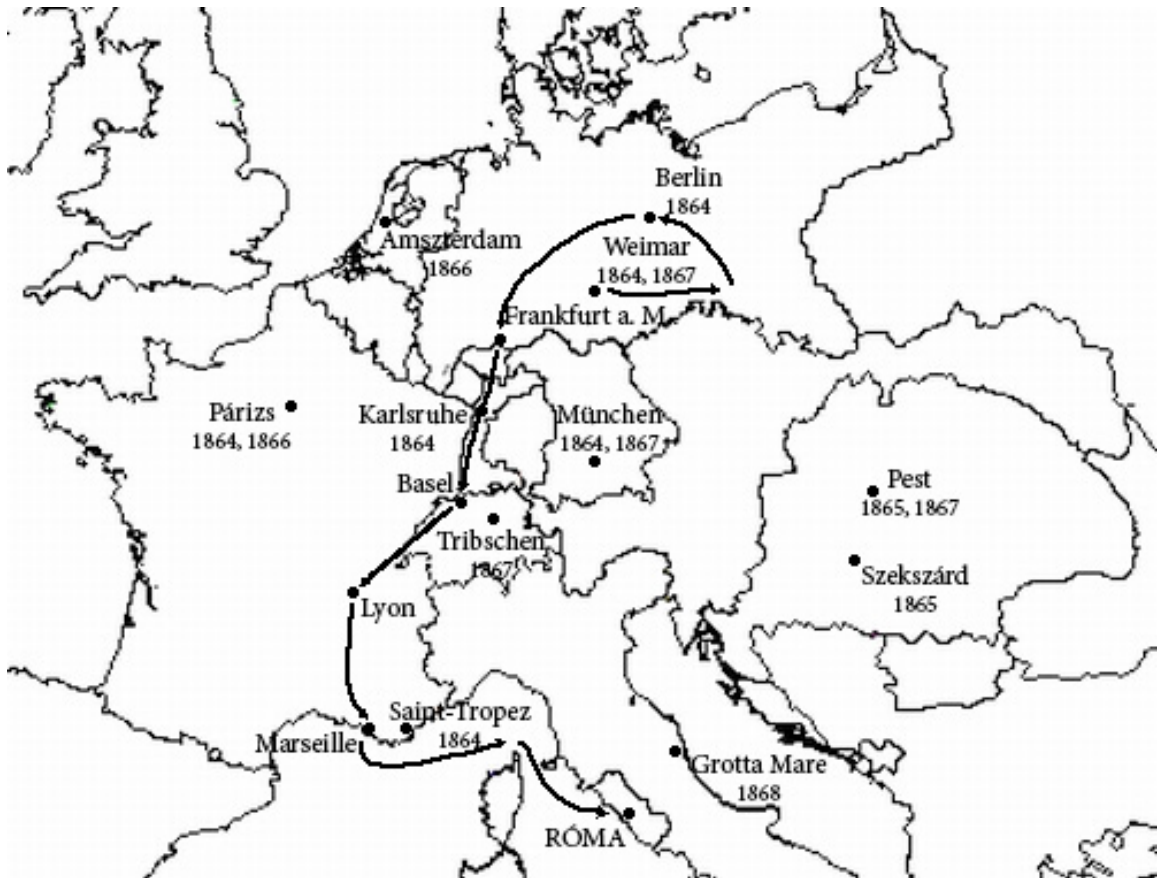 Berlin
1864
Amszterdam
1866
Weimar
1864, 1867
Frankfurt a. M.
Párizs
1864, 1866
Karlsruhe
1864
München
1864, 1867
Basel
Tribschen
1867
Pest
1865, 1867
Szekszárd
1865
Lyon
Saint-Tropez
1864
Marseille
Grotta Mare
1868
RÓMA